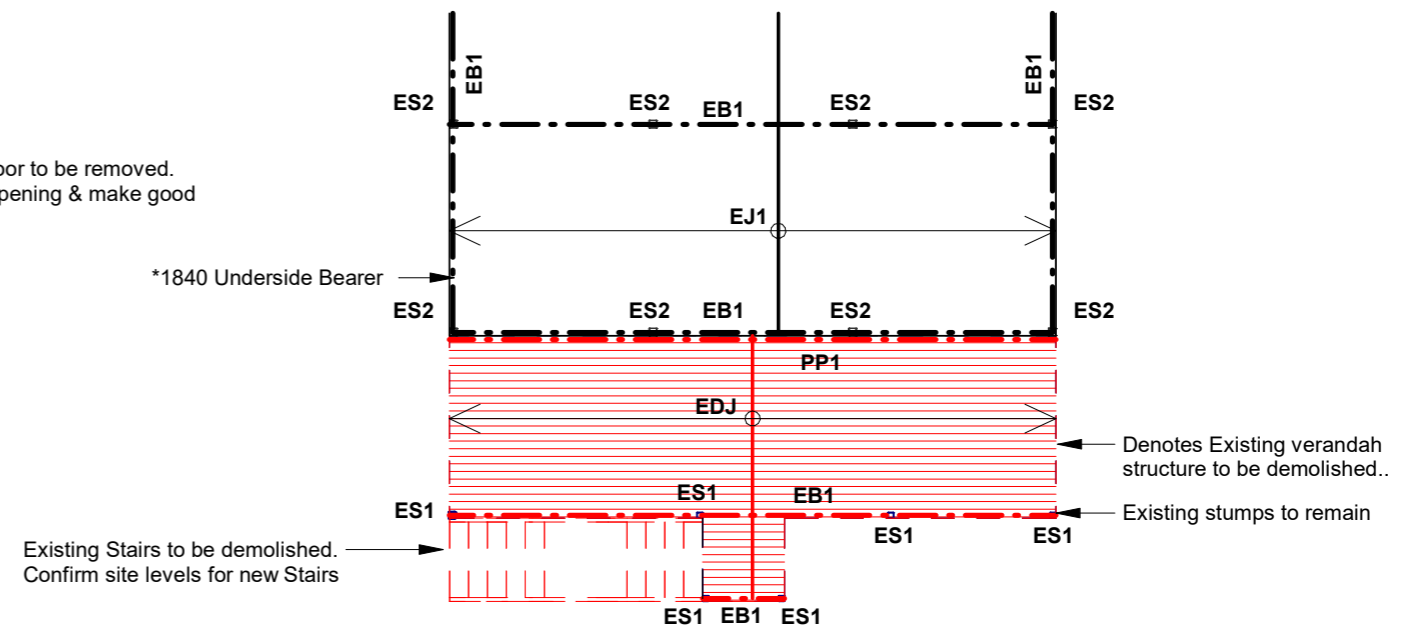 EB1
EB1
ES2
ES2
EB1
ES2
ES2
oor to be removed.
pening & make good
EJ1
*1840 Underside Bearer
ES2
ES2
EB1
ES2
ES2
PP1
EDJ
Denotes Existing verandah
structure to be demolished..
ES1
ES1
EB1
Existing stumps to remain
ES1
ES1
Existing Stairs to be demolished.
Confirm site levels for new Stairs
ES1
EB1
ES1